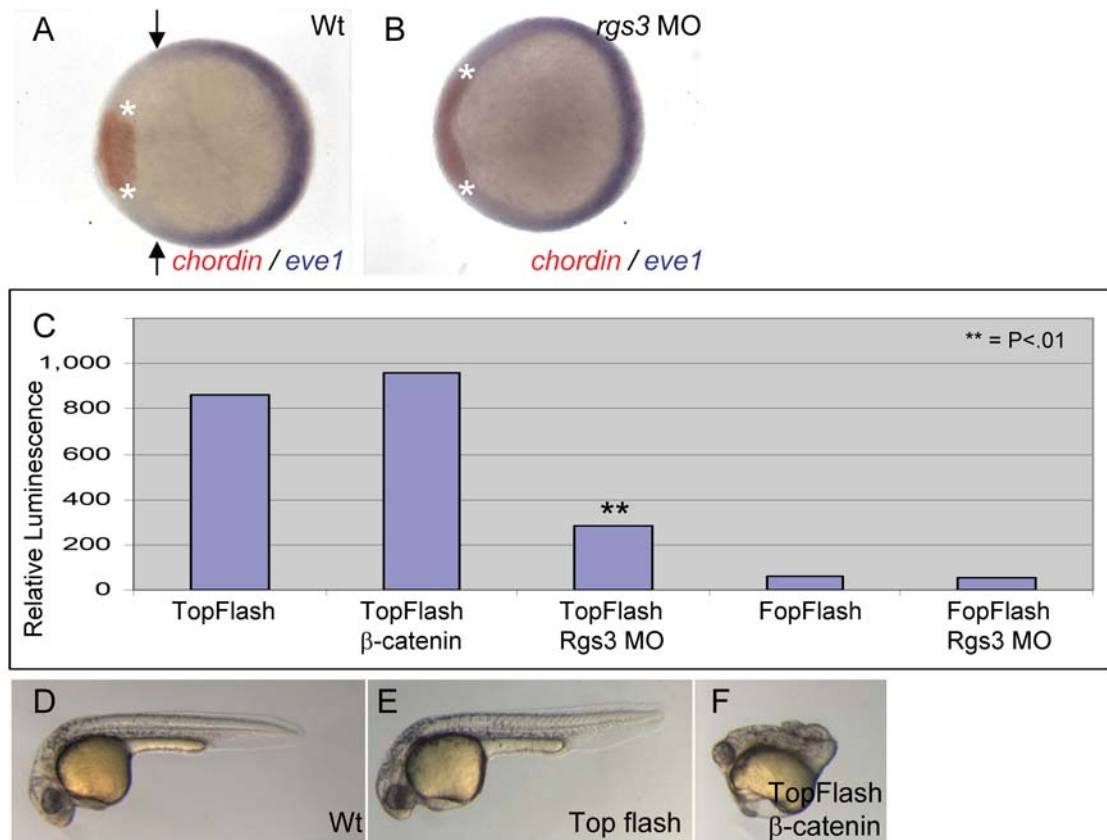 A
Wt
B
rgs3 MO
*
*
*
*
chordin / eve1
chordin / eve1
C
** = P<.01
Relative Luminescence
1,000
800
600
400
200
0
**
TopFlash
TopFlash
β-catenin
TopFlash
Rgs3 MO
FopFlash
FopFlash
Rgs3 MO
D
Wt
E
Top flash
F
TopFlash
β-catenin